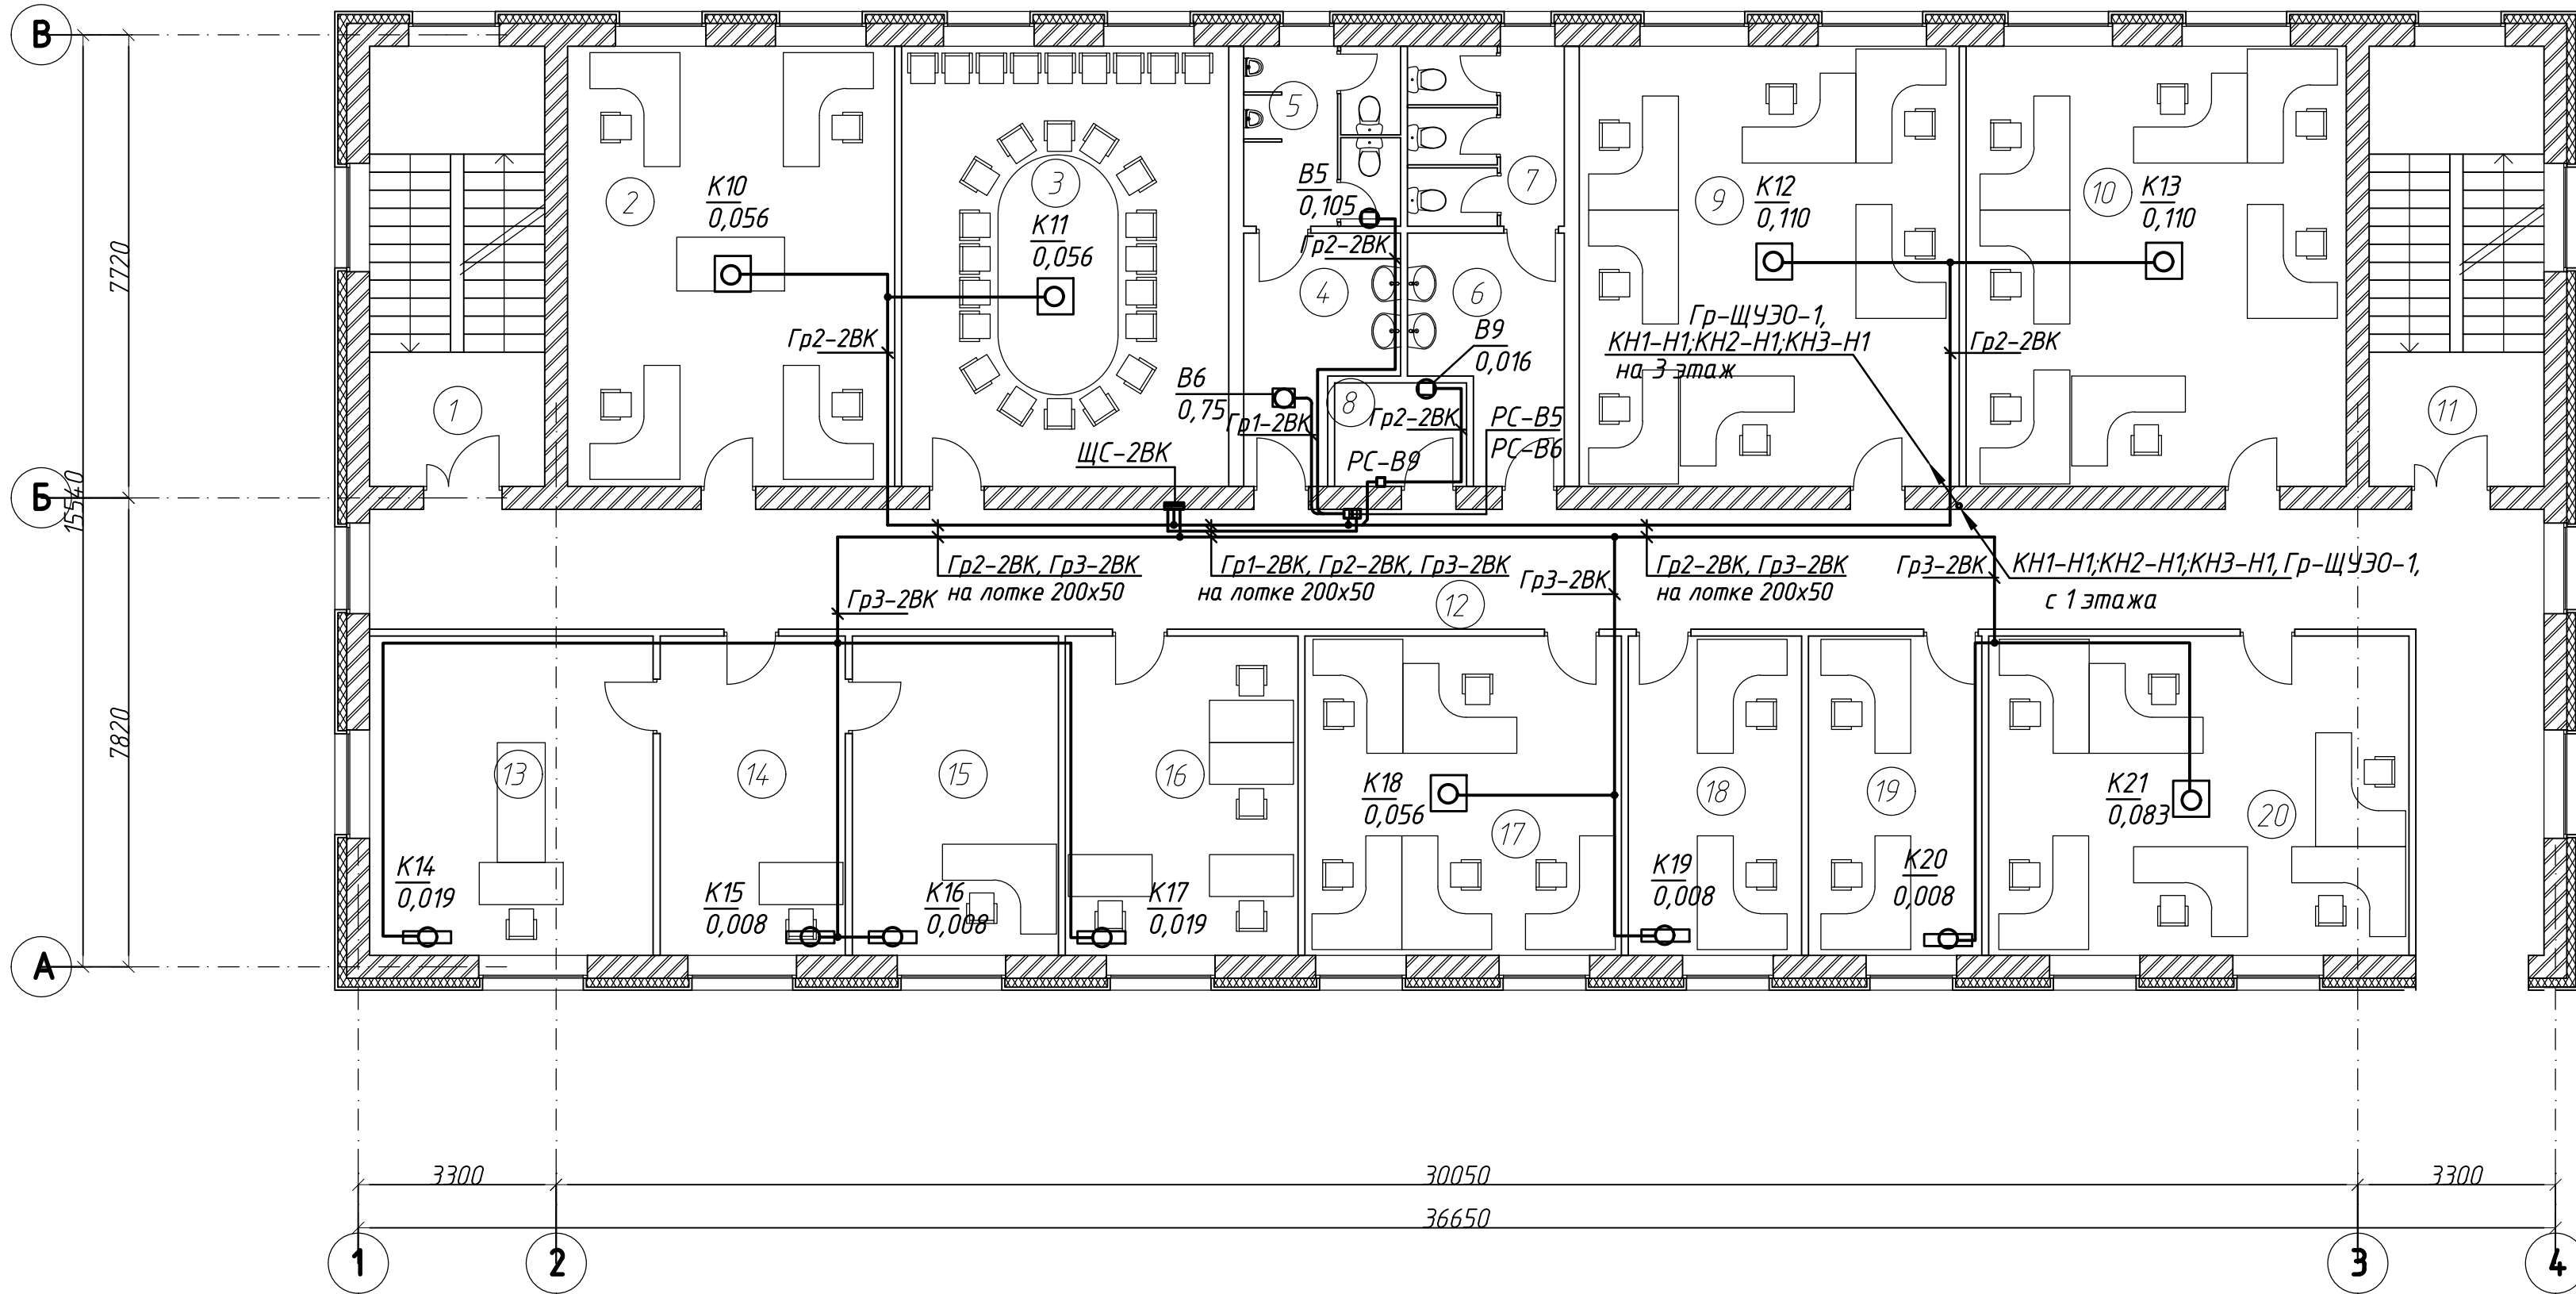 В
5
7
К10
К12
К13
В5
3
9
10
2
0,056
0,105
0,110
0,110
К11
0,056
Гр2-2ВК
7720
4
6
Гр-ЩУЭО-1,
Гр2-2ВК
В9
КН1-Н1;КН2-Н1;КН3-Н1
Гр2-2ВК
0,016
на 3 этаж
В6
1
0,75
8
11
Гр1-2ВК
Гр2-2ВК
РС-В5
ЩС-2ВК
РС-В9
РС-В6
Б
15540
Гр2-2ВК, Гр3-2ВК
на лотке 200х50
Гр1-2ВК, Гр2-2ВК, Гр3-2ВК
на лотке 200х50
Гр3-2ВК
Гр2-2ВК, Гр3-2ВК
на лотке 200х50
Гр3-2ВК
КН1-Н1;КН2-Н1;КН3-Н1, Гр-ЩУЭО-1,
с 1 этажа
Гр3-2ВК
12
7820
13
14
15
16
К18
0,056
17
18
19
К21
0,083
20
К14
0,019
К15
0,008
К16
0,008
К17
0,019
К19
0,008
К20
0,008
А
3300
30050
3300
36650
1
2
3
4